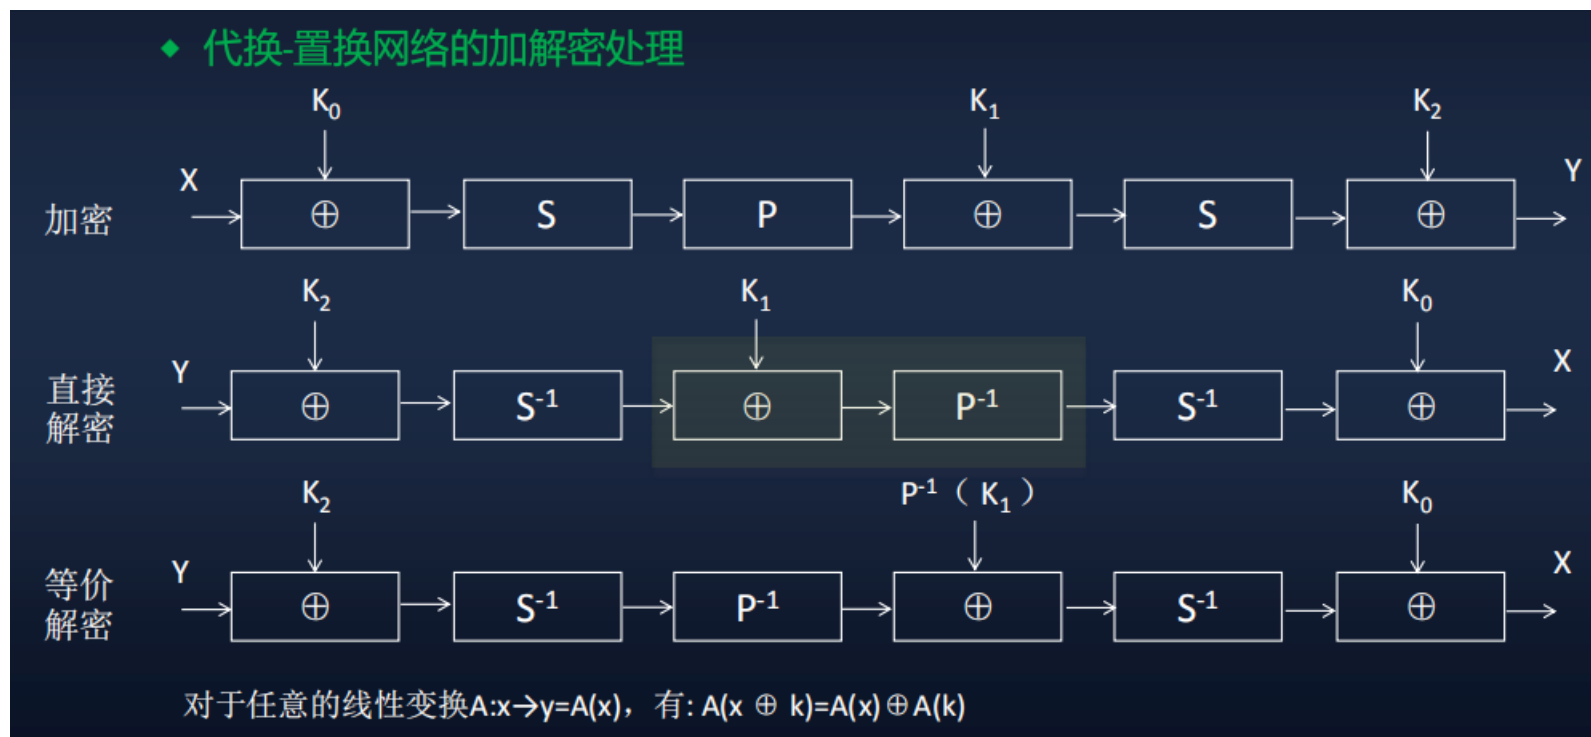 ◆ 代换-置换网络的加解密处理
K₀ K₁ K₂
X Y
加密 ⊕ S P ⊕ S ⊕
K₂ K₁ K₀
Y X
直接
解密 ⊕ S⁻¹ ⊕ P⁻¹ S⁻¹ ⊕
K₂ P⁻¹（K₁） K₀
Y X
等价
解密 ⊕ S⁻¹ P⁻¹ ⊕ S⁻¹ ⊕
对于任意的线性变换A:x→y=A(x)，有: A(x ⊕ k)=A(x)⊕A(k)